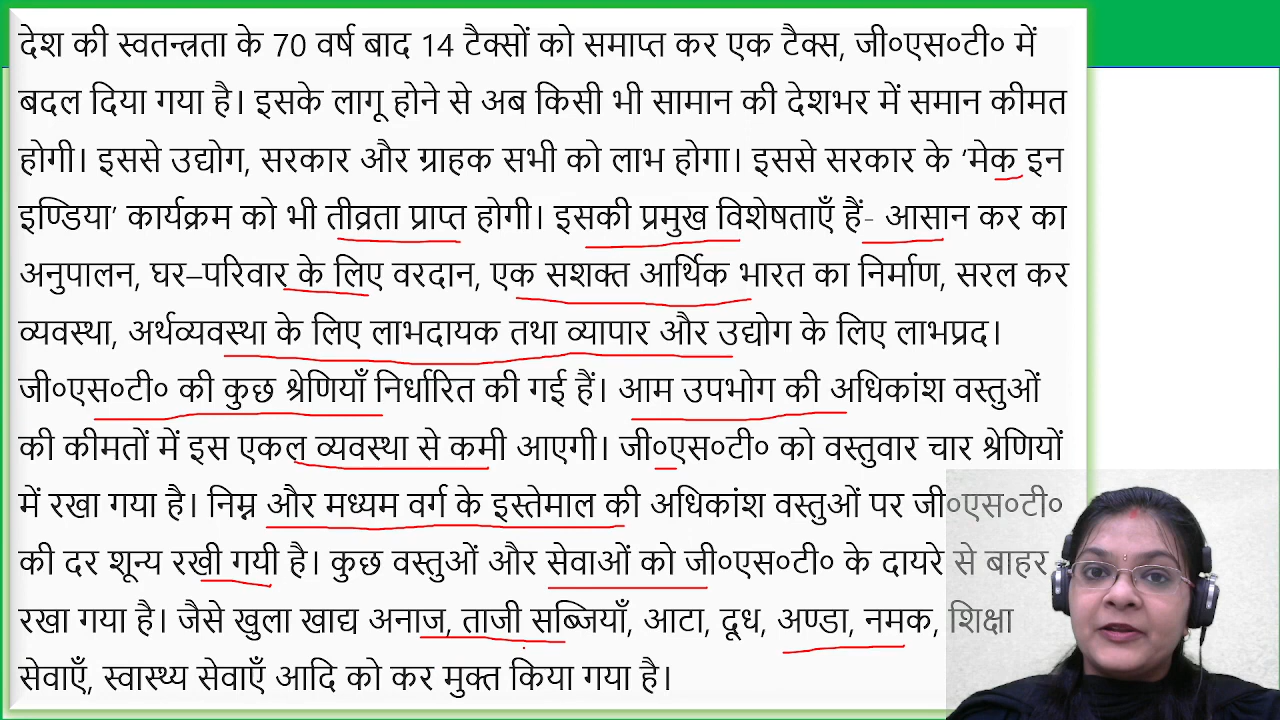 देश की स्वतन्त्रता के 70 वर्ष बाद 14 टैक्सों को समाप्त कर एक टैक्स, जी०एस०टी० में
बदल दिया गया है। इसके लागू होने से अब किसी भी सामान की देशभर में समान कीमत
होगी। इससे उद्योग, सरकार और ग्राहक सभी को लाभ होगा। इससे सरकार के ’मेक इन
इण्डिया’ कार्यक्रम को भी तीव्रता प्राप्त होगी। इसकी प्रमुख विशेषताएँ हैं- आसान कर का
अनुपालन, घर–परिवार के लिए वरदान, एक सशक्त आर्थिक भारत का निर्माण, सरल कर
व्यवस्था, अर्थव्यवस्था के लिए लाभदायक तथा व्यापार और उद्योग के लिए लाभप्रद।
जी०एस०टी० की कुछ श्रेणियाँ निर्धारित की गई हैं। आम उपभोग की अधिकांश वस्तुओं
की कीमतों में इस एकल व्यवस्था से कमी आएगी। जी०एस०टी० को वस्तुवार चार श्रेणियों
में रखा गया है। निम्न और मध्यम वर्ग के इस्तेमाल की अधिकांश वस्तुओं पर जी०एस०टी०
की दर शून्य रखी गयी है। कुछ वस्तुओं और सेवाओं को जी०एस०टी० के दायरे से बाहर
रखा गया है। जैसे खुला खाद्य अनाज, ताजी सब्जियाँ, आटा, दूध, अण्डा, नमक, शिक्षा
सेवाएँ, स्वास्थ्य सेवाएँ आदि को कर मुक्त किया गया है।